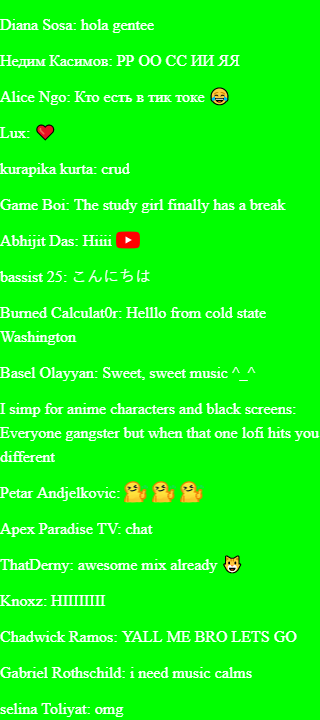 Diana Sosa: hola gentee
Недим Касимов: РР ОО СС ИИ ЯЯ
Alice Ngo: Кто есть в тик токе 😂
Lux: ❤️
kurapika kurta: crud
Game Boi: The study girl finally has a break
Abhijit Das: Hiiii
bassist 25: こんにちは
Burned Calculat0r: Helllo from cold state
Washington
Basel Olayyan: Sweet, sweet music ^_^
I simp for anime characters and black screens:
Everyone gangster but when that one lofi hits you
different
Petar Andjelkovic:
Apex Paradise TV: chat
ThatDerny: awesome mix already 😺
Knoxz: HIIIIIIII
Chadwick Ramos: YALL ME BRO LETS GO
Gabriel Rothschild: i need music calms
selina Toliyat: omg